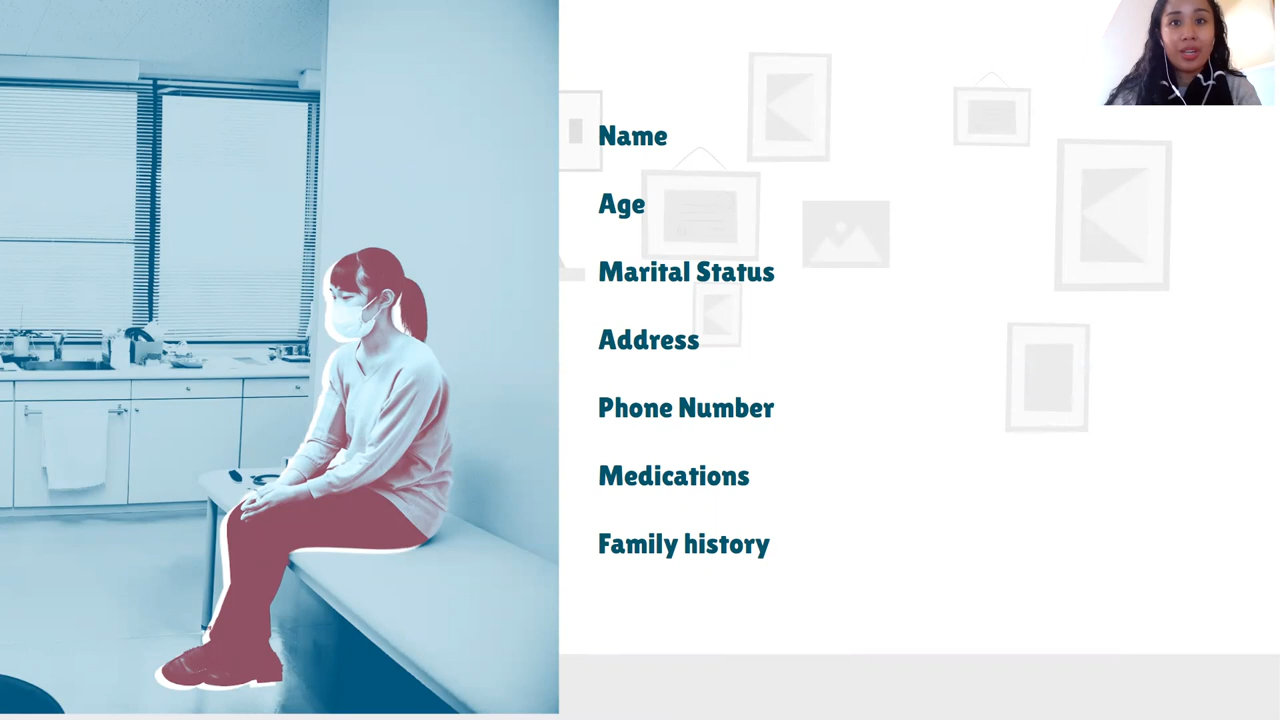 Name
Age
Marital Status
Address
Phone Number
Medications
Family history